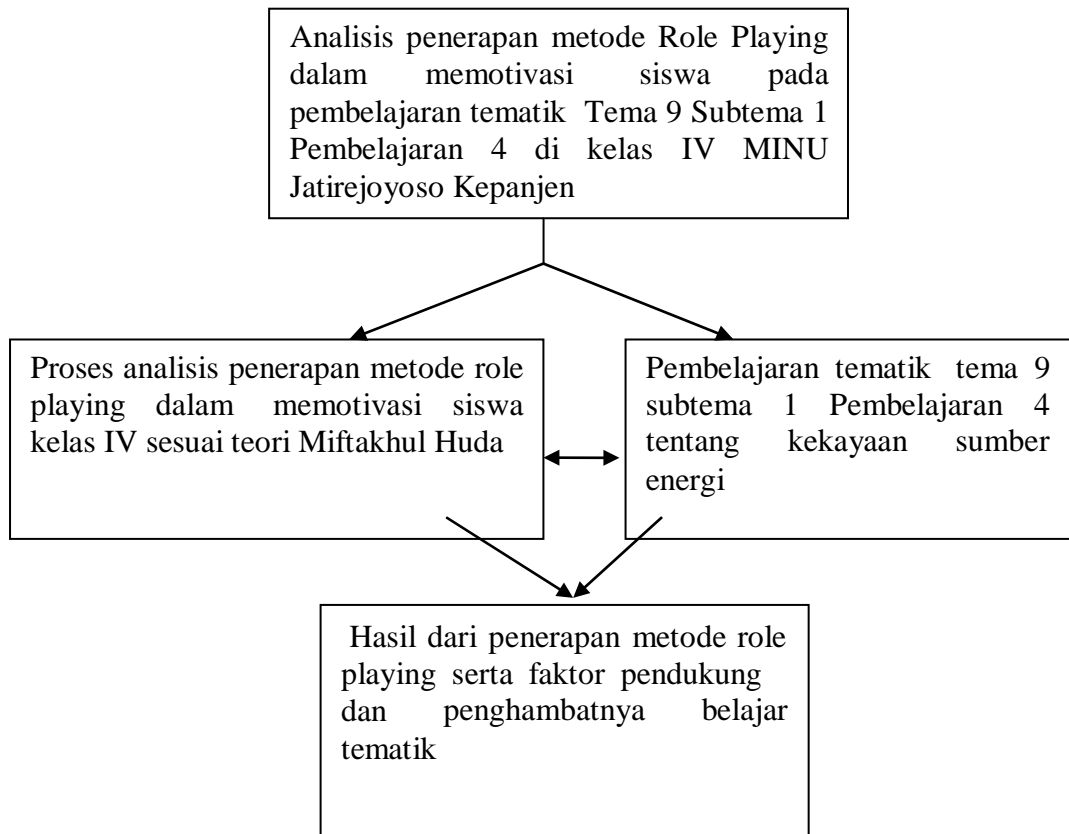 Analisis penerapan metode Role Playing
dalam memotivasi siswa pada
pembelajaran tematik Tema 9 Subtema 1
Pembelajaran 4 di kelas IV MINU
Jatirejoyoso Kepanjen
Proses analisis penerapan metode role
playing dalam memotivasi siswa
kelas IV sesuai teori Miftakhul Huda
Pembelajaran tematik tema 9
subtema 1 Pembelajaran 4
tentang kekayaan sumber
energi
Hasil dari penerapan metode role
playing serta faktor pendukung
dan penghambatnya belajar
tematik